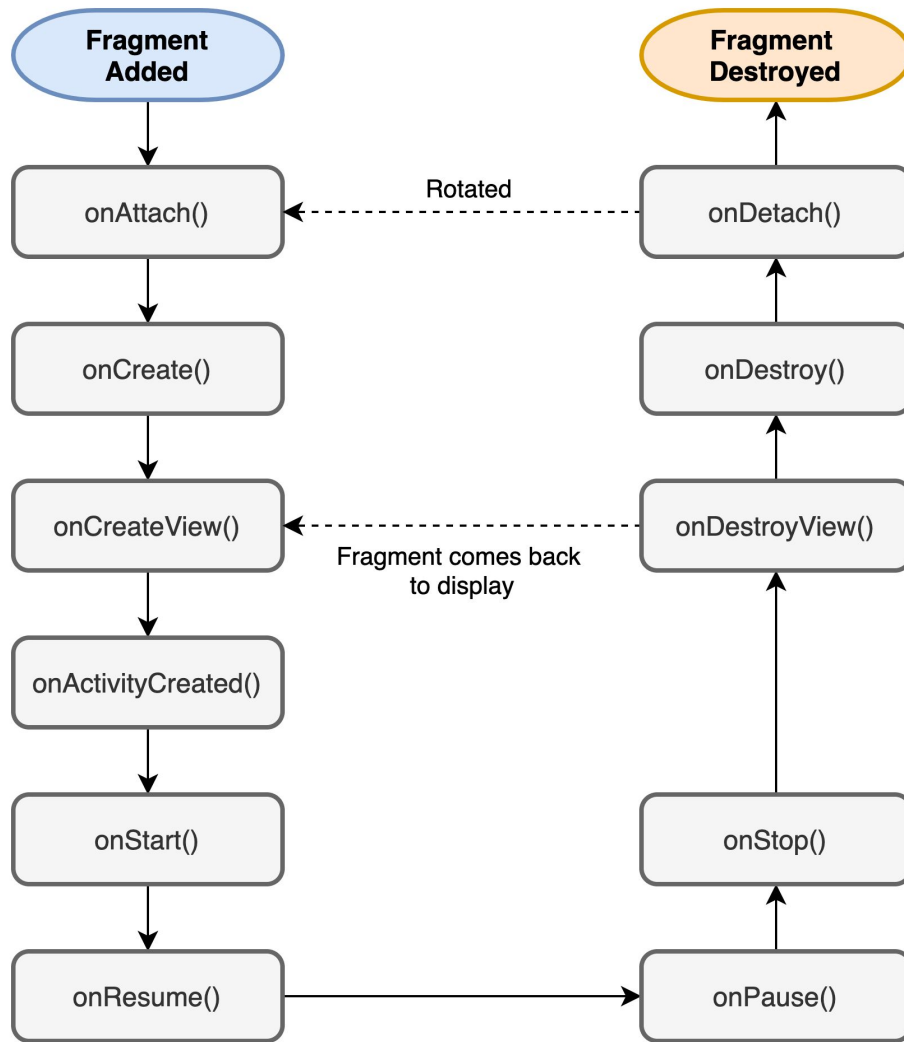 Fragment
Added
Fragment
Destroyed
onAttach()
Rotated
onDetach()
onCreate()
onDestroy()
onCreateView()
Fragment comes back
to display
onDestroyView()
onActivityCreated()
onStart()
onStop()
onResume()
onPause()